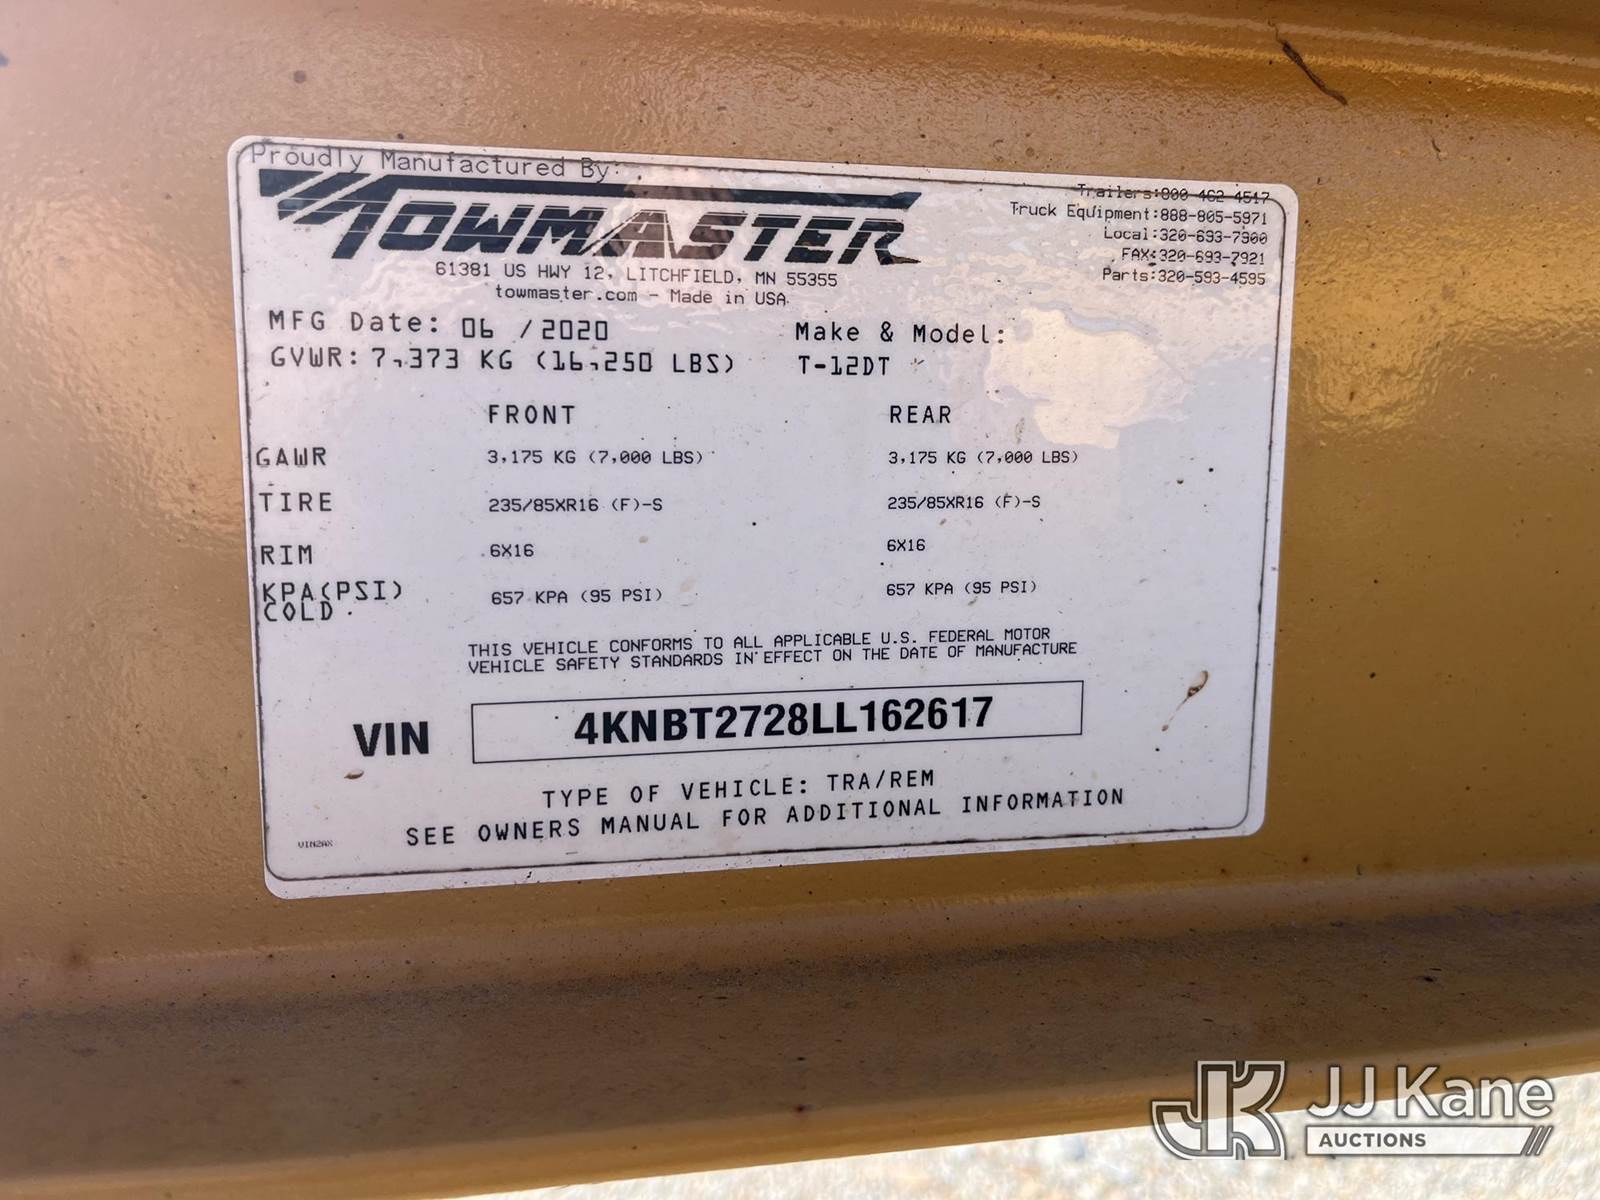 Proudly Manufactured By:
TOWMASTER
61381 US HWY 12, LITCHFIELD, MN 55355
towmaster.com - Made in USA
Trailers:800-462-4517
Truck Equipment:888-805-5971
Local:320-693-7900
FAX:320-693-7921
Parts:320-593-4595
MFG Date: 06 /2020
Make & Model:
GVWR: 7,373 KG (16,250 LBS)
T-12DT
FRONT REAR
GAWR 3,175 KG (7,000 LBS) 3,175 KG (7,000 LBS)
TIRE 235/85XR16 (F)-S 235/85XR16 (F)-S
RIM 6X16 6X16
KPA(PSI) COLD 657 KPA (95 PSI) 657 KPA (95 PSI)
THIS VEHICLE CONFORMS TO ALL APPLICABLE U.S. FEDERAL MOTOR
VEHICLE SAFETY STANDARDS IN EFFECT ON THE DATE OF MANUFACTURE
VIN 4KNBT2728LL162617
TYPE OF VEHICLE: TRA/REM
SEE OWNERS MANUAL FOR ADDITIONAL INFORMATION
VIN2AX
JK JJ Kane
AUCTIONS